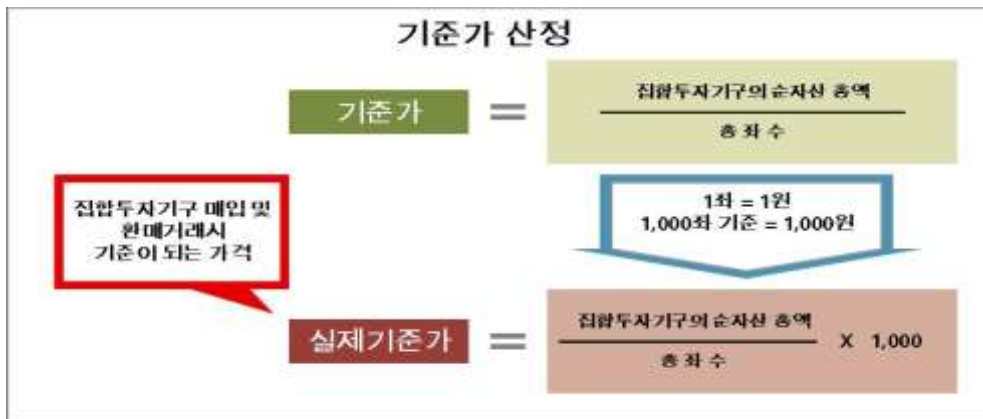 기준가 산정
기준가
=
집합투자기구의 순자산 총액
총 좌 수
집합투자기구 매입 및
환매거래시
기준이 되는 가격
1좌 = 1원
1,000좌 기준 = 1,000원
실제기준가
=
집합투자기구의 순자산 총액
총 좌 수
X 1,000